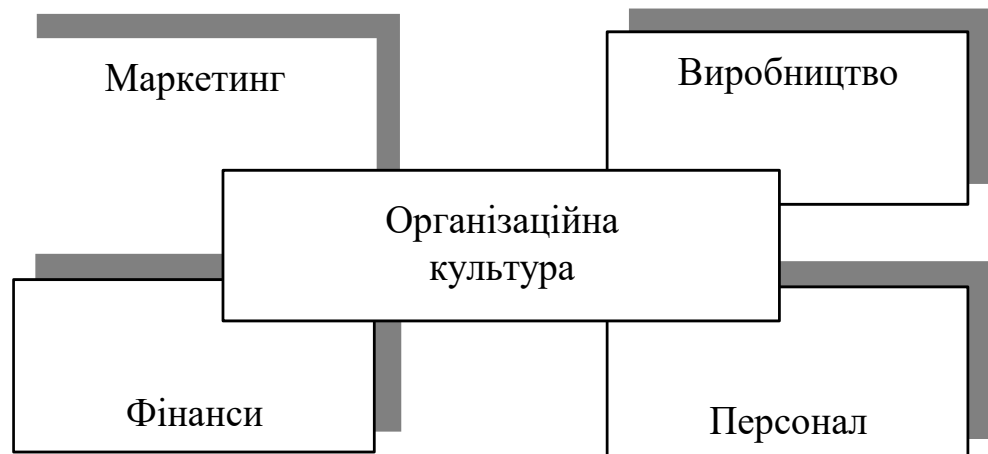 Маркетинг
Виробництво
Організаційна
культура
Фінанси
Персонал